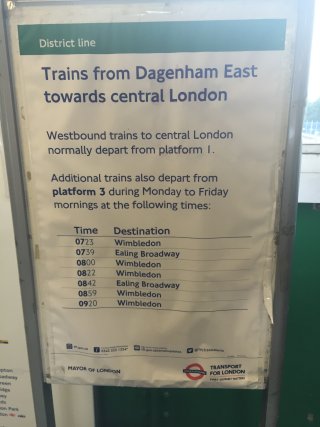 District line
Trains from Dagenham East
towards central London
Westbound trains to central London
normally depart from platform 1.
Additional trains also depart from
platform 3 during Monday to Friday
mornings at the following times:
Time Destination
0723 Wimbledon
0739 Ealing Broadway
0800 Wimbledon
0822 Wimbledon
0842 Ealing Broadway
0859 Wimbledon
0920 Wimbledon
MAYOR OF LONDON
TRANSPORT
FOR LONDON
EVERY JOURNEY MATTERS